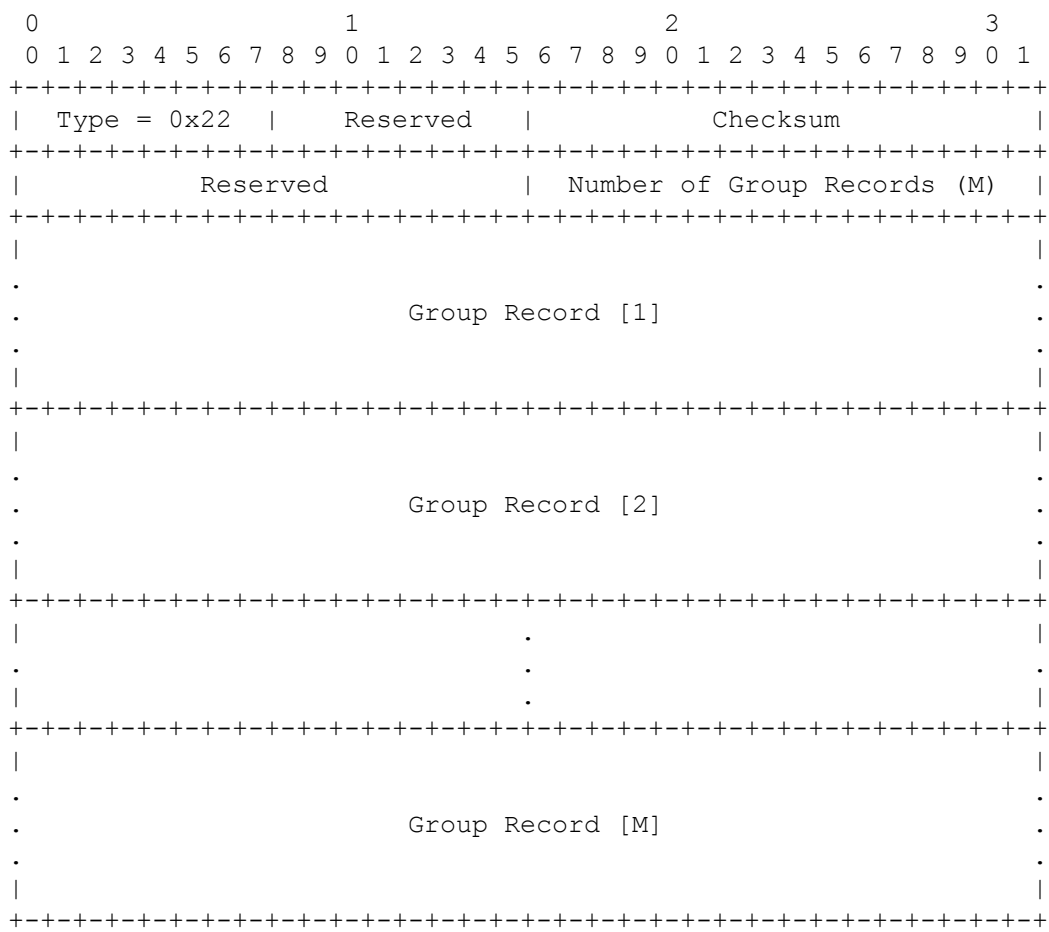 0                   1                   2                   3
 0 1 2 3 4 5 6 7 8 9 0 1 2 3 4 5 6 7 8 9 0 1 2 3 4 5 6 7 8 9 0 1
+-+-+-+-+-+-+-+-+-+-+-+-+-+-+-+-+-+-+-+-+-+-+-+-+-+-+-+-+-+-+-+-+
|  Type = 0x22  |    Reserved   |           Checksum            |
+-+-+-+-+-+-+-+-+-+-+-+-+-+-+-+-+-+-+-+-+-+-+-+-+-+-+-+-+-+-+-+-+
|           Reserved            |  Number of Group Records (M)  |
+-+-+-+-+-+-+-+-+-+-+-+-+-+-+-+-+-+-+-+-+-+-+-+-+-+-+-+-+-+-+-+-+
|                                                               |
.                                                               .
.                        Group Record [1]                       .
.                                                               .
|                                                               |
+-+-+-+-+-+-+-+-+-+-+-+-+-+-+-+-+-+-+-+-+-+-+-+-+-+-+-+-+-+-+-+-+
|                                                               |
.                                                               .
.                        Group Record [2]                       .
.                                                               .
|                                                               |
+-+-+-+-+-+-+-+-+-+-+-+-+-+-+-+-+-+-+-+-+-+-+-+-+-+-+-+-+-+-+-+-+
|                               .                               |
.                               .                               .
|                               .                               |
+-+-+-+-+-+-+-+-+-+-+-+-+-+-+-+-+-+-+-+-+-+-+-+-+-+-+-+-+-+-+-+-+
|                                                               |
.                                                               .
.                        Group Record [M]                       .
.                                                               .
|                                                               |
+-+-+-+-+-+-+-+-+-+-+-+-+-+-+-+-+-+-+-+-+-+-+-+-+-+-+-+-+-+-+-+-+